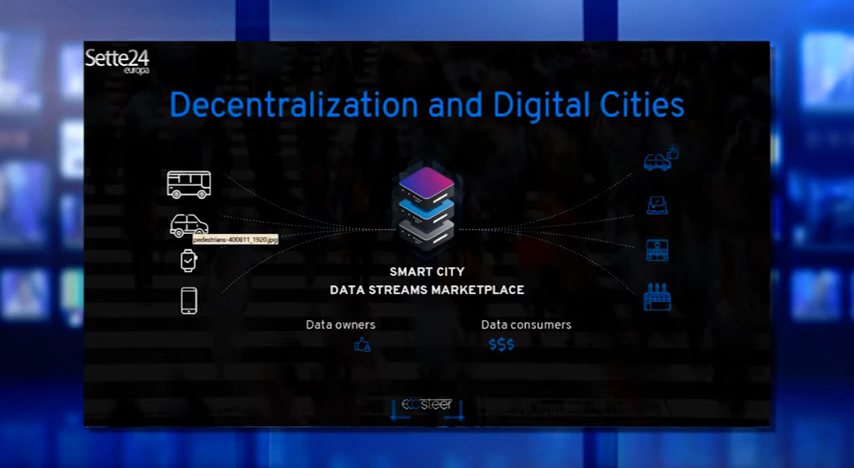 Sette24
europa
Decentralization and Digital Cities
pedestrians-400811_1920.jpg
SMART CITY
DATA STREAMS MARKETPLACE
Data owners
Data consumers
$$$
ecosteer